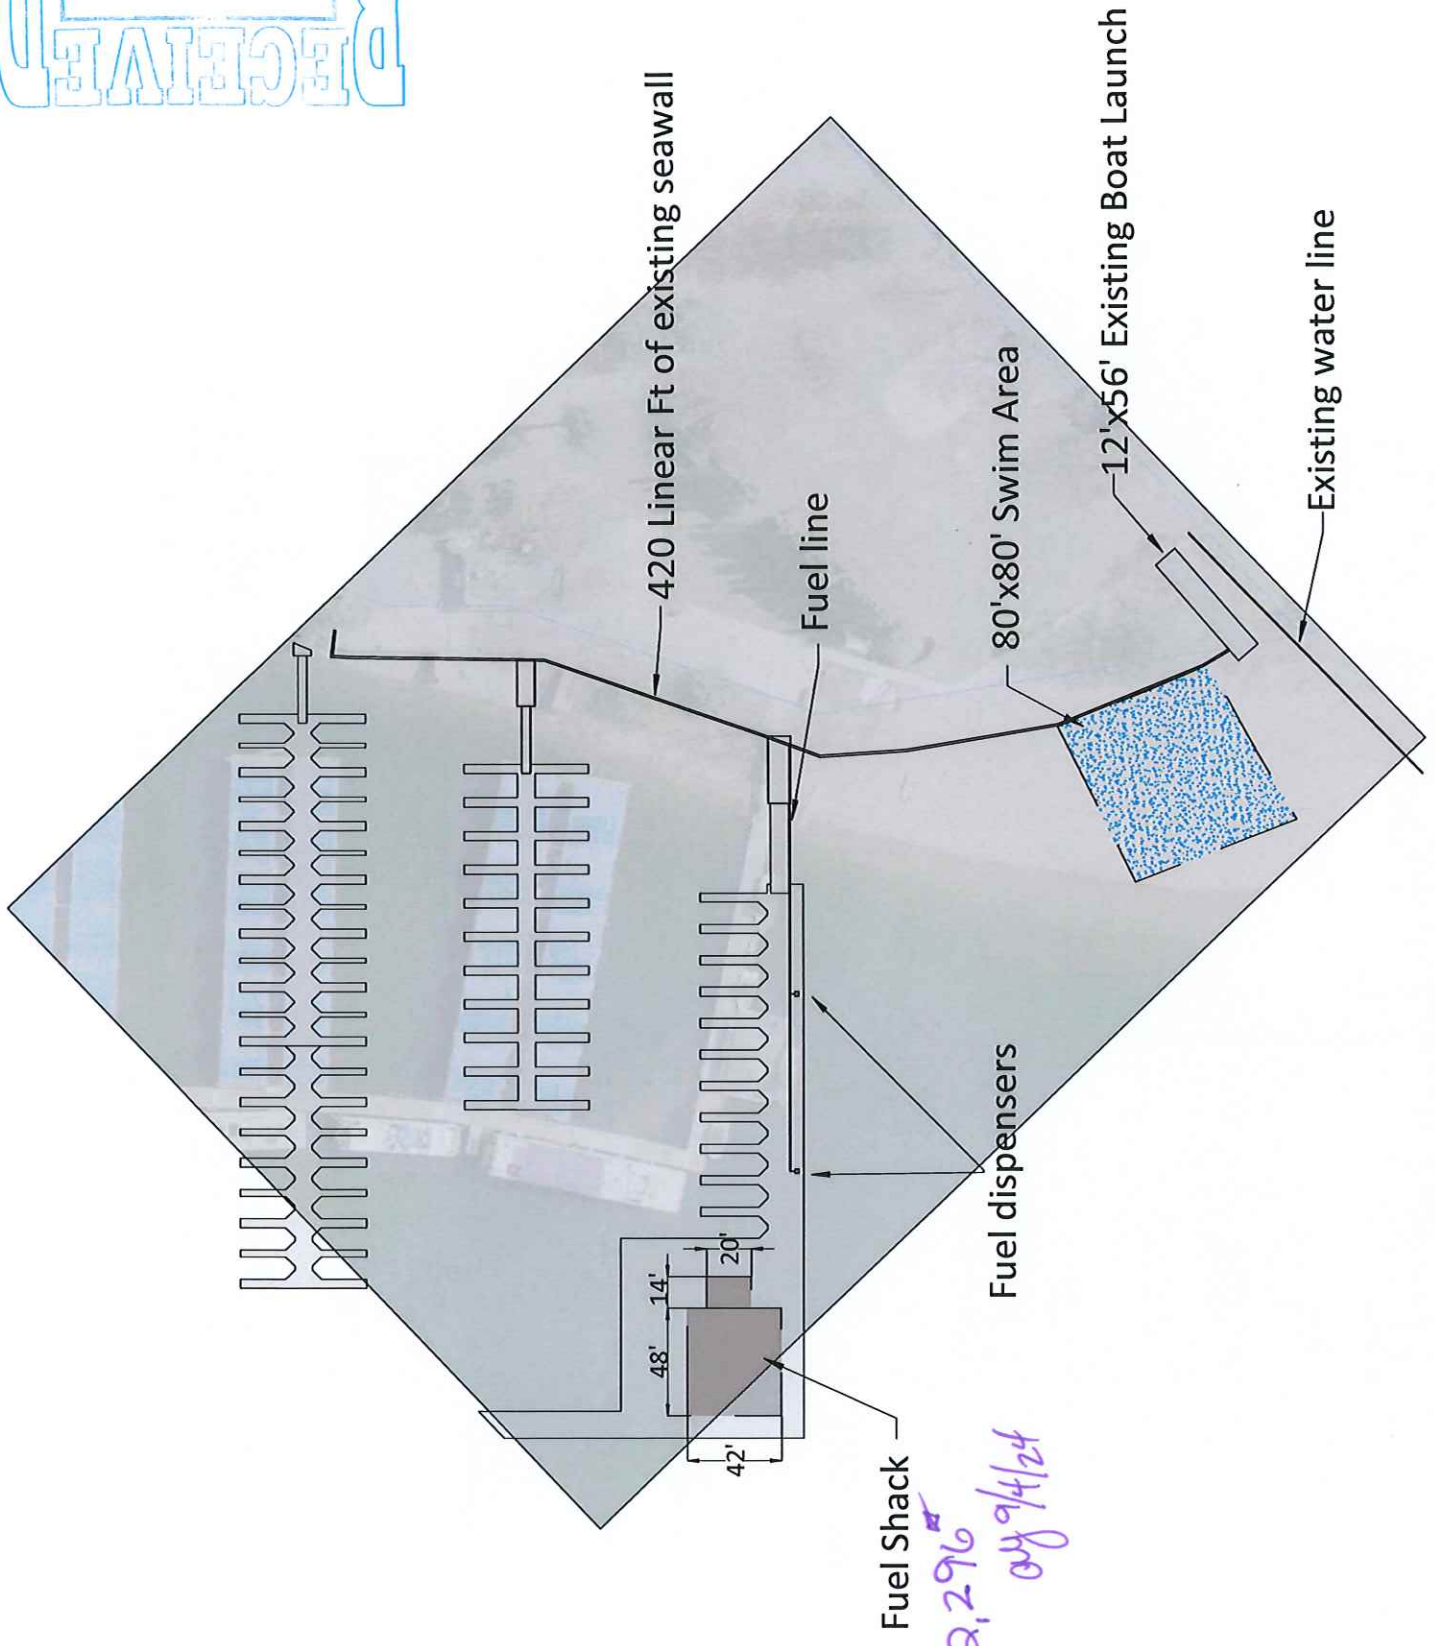 RECEIVED
420 Linear Ft of existing seawall
Fuel line
80'x80' Swim Area
12'x56' Existing Boat Launch
Existing water line
Fuel dispensers
20'
14'
48'
42'
Fuel Shack
2,296
9/4/24